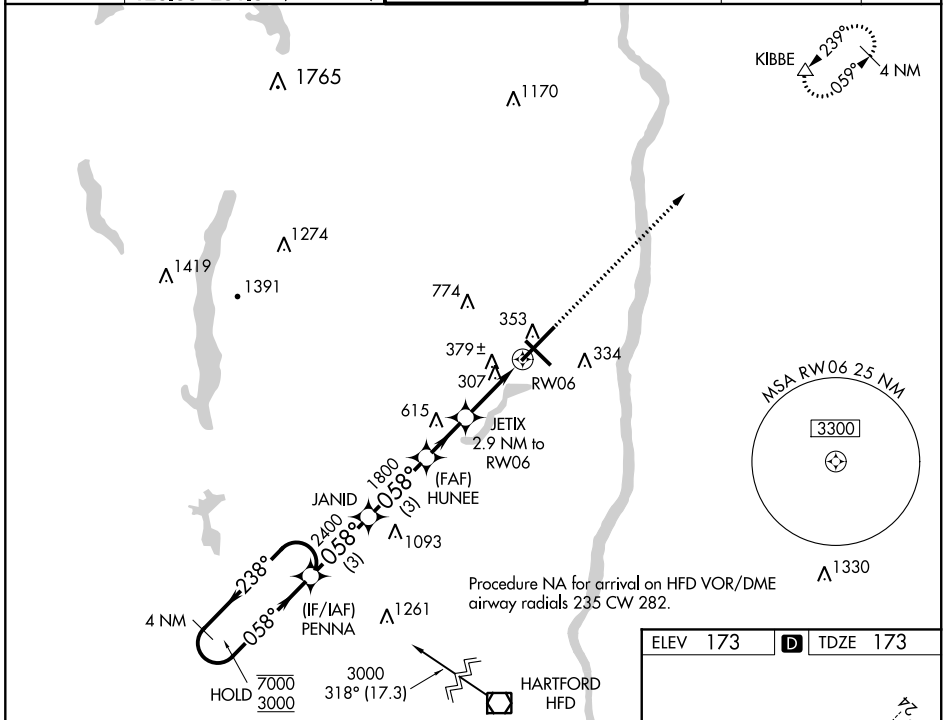 KIBBE
239°
059°
4 NM
1765
1170
1274
1419
1391
774
353
379±
334
307
RW06
MSA RW06 25 NM
3300
615
JETIX
2.9 NM to
RW06
1800
058°
(3)
(FAF)
HUNEE
JANID
2400
058°
(3)
1093
1330
238°
058°
4 NM
(IF/IAF)
PENNA
1261
Procedure NA for arrival on HFD VOR/DME
airway radials 235 CW 282.
HOLD
7000
3000
3000
318° (17.3)
HARTFORD
HFD
ELEV 173
D
TDZE 173
24